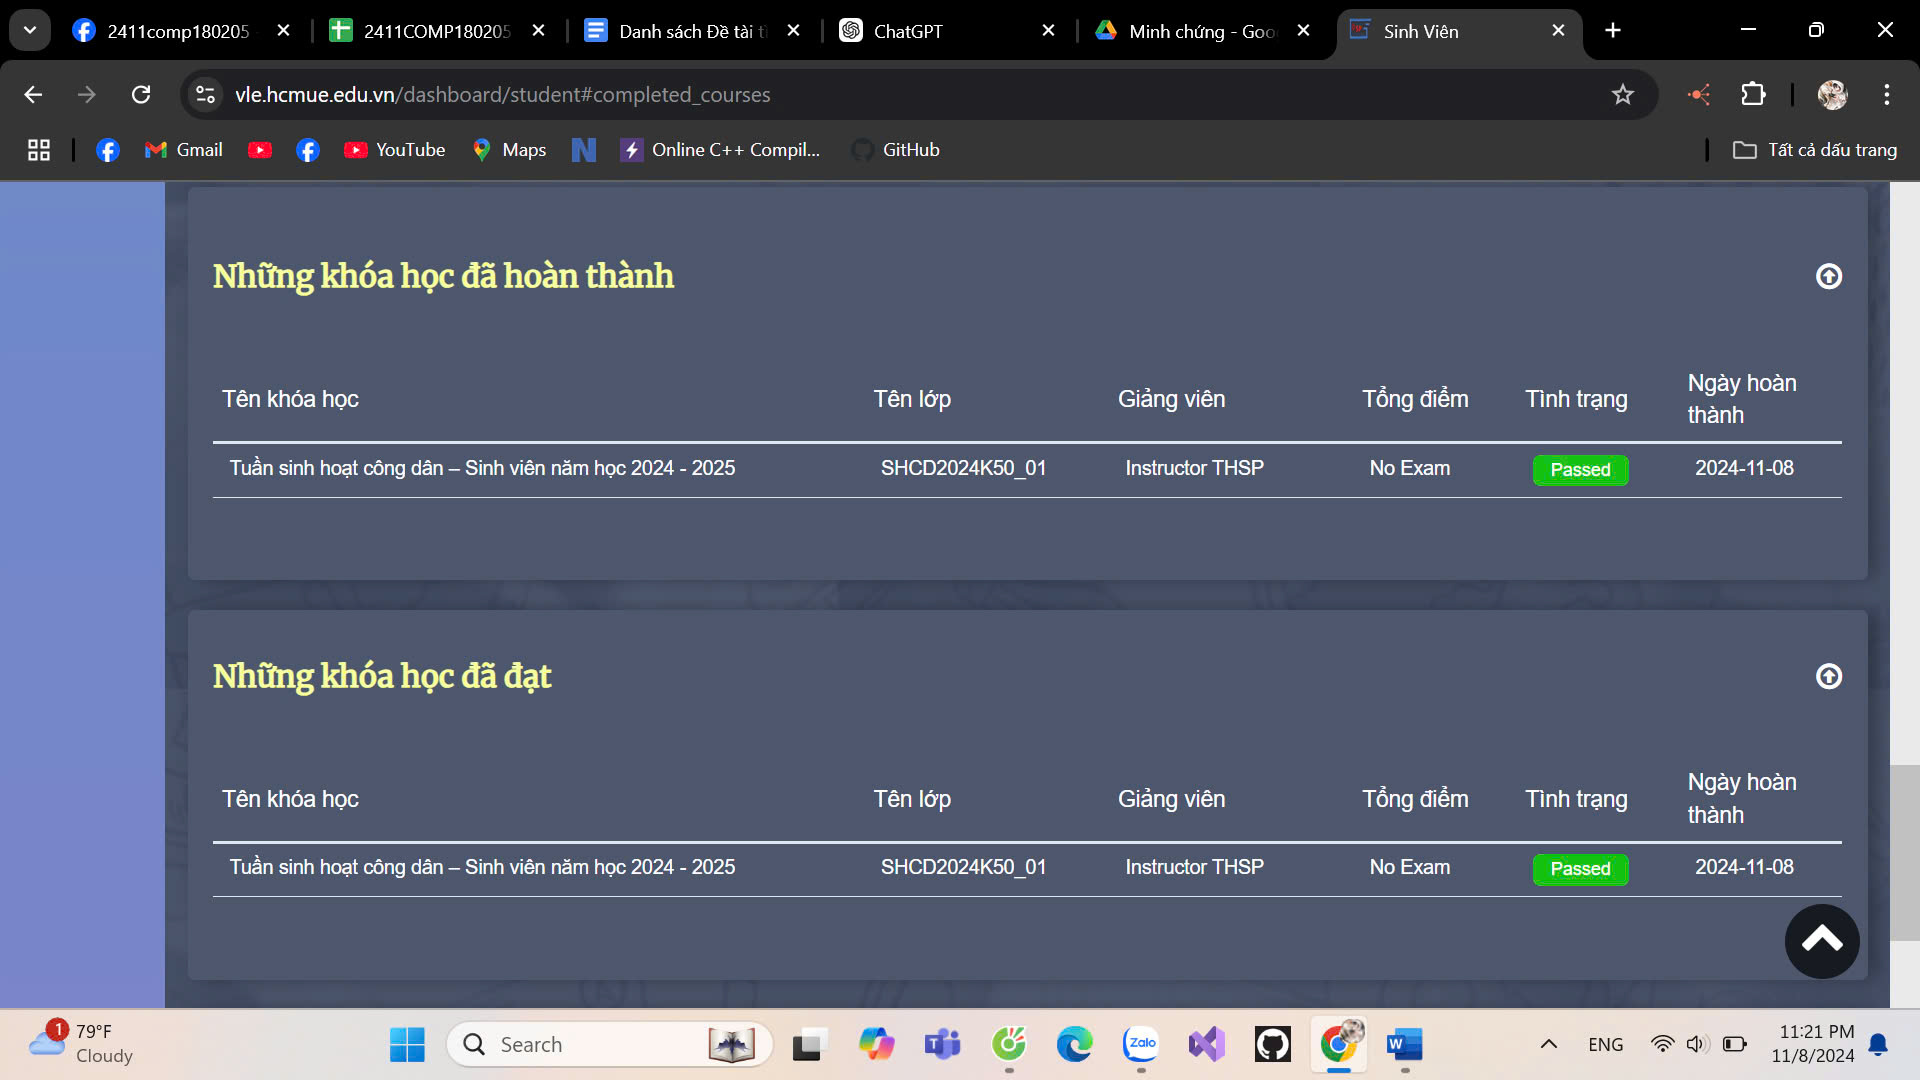 2411comp180205
2411COMP180205
Danh sách Đề tài t
ChatGPT
Minh chứng - Goo
Sinh Viên
vle.hcmue.edu.vn/dashboard/student#completed_courses
Gmail
YouTube
Maps
Online C++ Compil...
GitHub
Tất cả dấu trang
Những khóa học đã hoàn thành
Tên khóa học Tên lớp Giảng viên Tổng điểm Tình trạng Ngày hoàn thành
Tuần sinh hoạt công dân – Sinh viên năm học 2024 - 2025 SHCD2024K50_01 Instructor THSP No Exam Passed 2024-11-08
Những khóa học đã đạt
Tên khóa học Tên lớp Giảng viên Tổng điểm Tình trạng Ngày hoàn thành
Tuần sinh hoạt công dân – Sinh viên năm học 2024 - 2025 SHCD2024K50_01 Instructor THSP No Exam Passed 2024-11-08
1
79°F
Cloudy
Search
Zalo
ENG
11:21 PM
11/8/2024